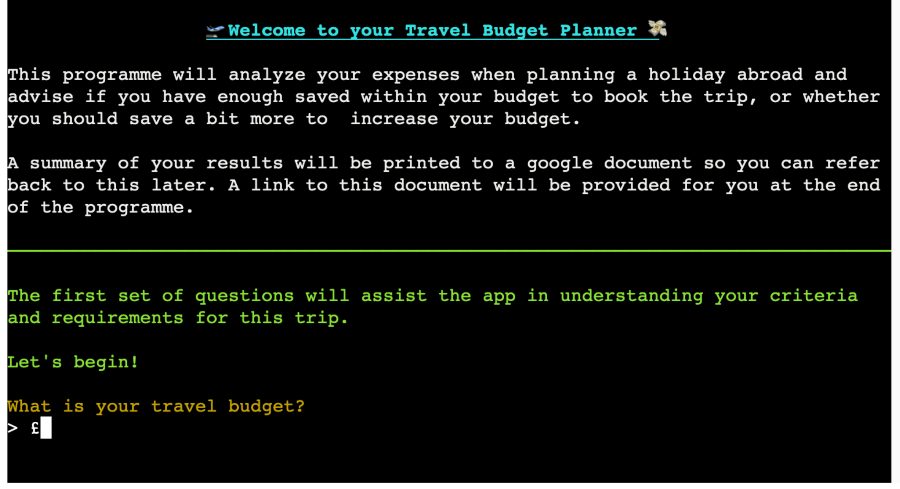 🛫Welcome to your Travel Budget Planner 💸
This programme will analyze your expenses when planning a holiday abroad and
advise if you have enough saved within your budget to book the trip, or whether
you should save a bit more to  increase your budget.
A summary of your results will be printed to a google document so you can refer
back to this later. A link to this document will be provided for you at the end
of the programme.
The first set of questions will assist the app in understanding your criteria
and requirements for this trip.
Let's begin!
What is your travel budget?
> £